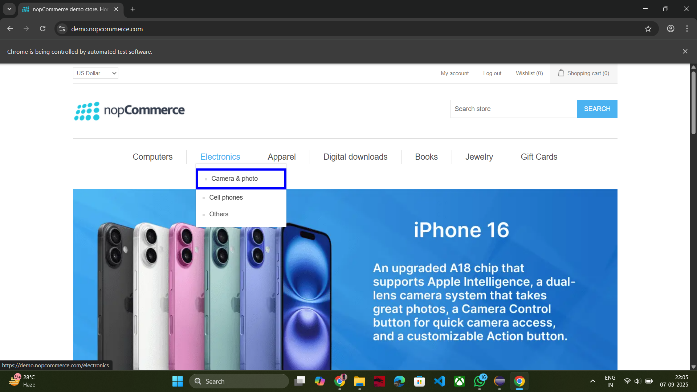 nopCommerce demo store. Hom
demo.nopcommerce.com
Chrome is being controlled by automated test software.
US Dollar
My account
Log out
Wishlist (0)
Shopping cart (0)
nopCommerce
Search store
SEARCH
Computers
Electronics
Apparel
Digital downloads
Books
Jewelry
Gift Cards
Camera & photo
Cell phones
Others
iPhone 16
An upgraded A18 chip that
supports Apple Intelligence, a dual-
lens camera system that takes
great photos, a Camera Control
button for quick camera access,
and a customizable Action button.
https://demo.nopcommerce.com/electronics
28°C
Haze
Search
ENG
IN
22:05
07-09-2025